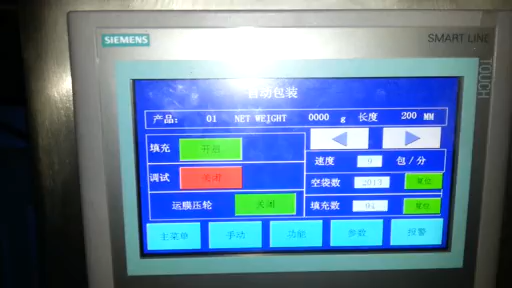 SIEMENS
SMART LINE
TOUCH
自动包装
产品: 01 NET WEIGHT 0000 g 长度 200 MM
填充 开启
速度 9 包/分
调试 关闭
空袋数 2013 复位
运膜压轮 关闭
填充数 94 复位
主菜单 手动 功能 参数 报警